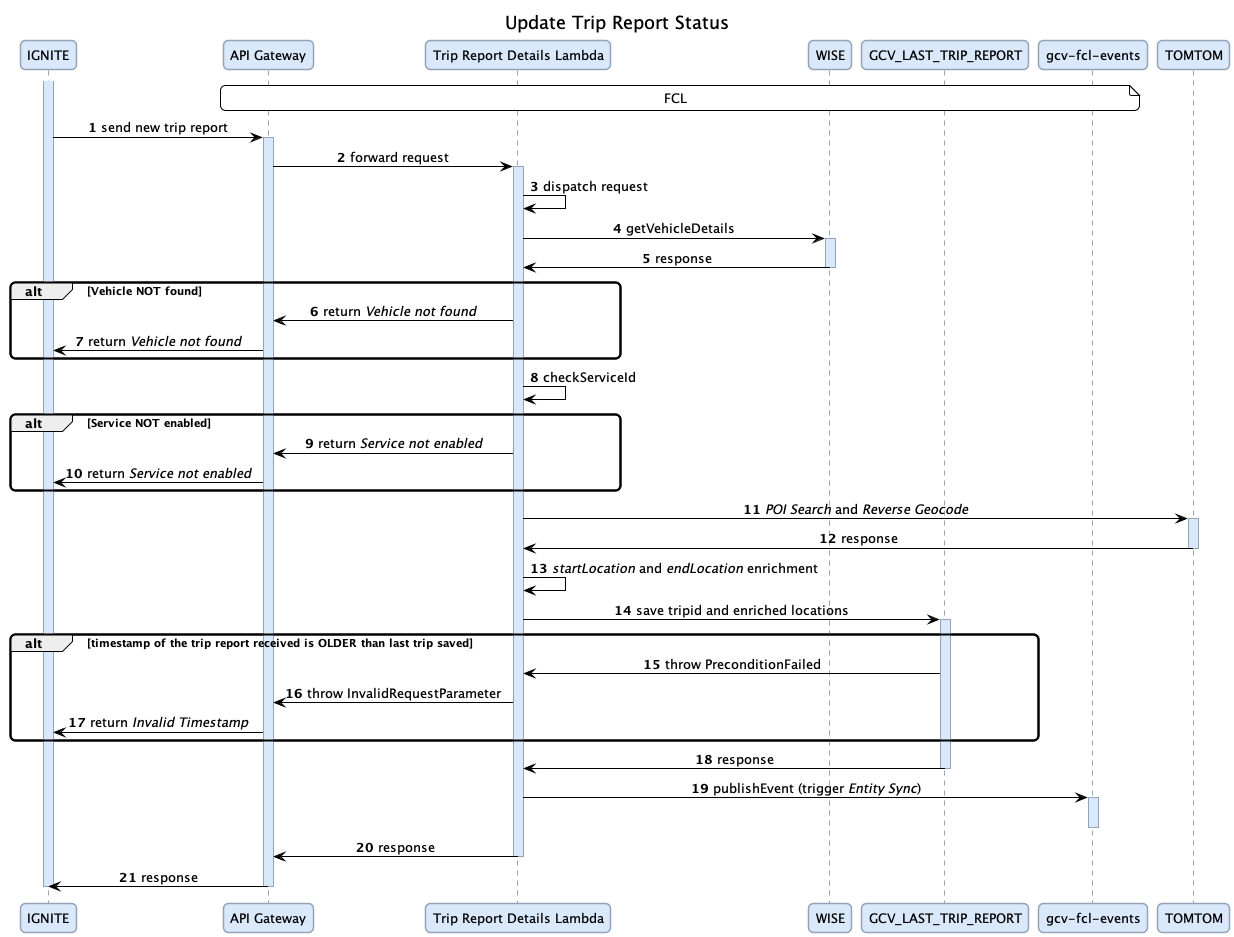 Update Trip Report Status
IGNITE
API Gateway
Trip Report Details Lambda
WISE
GCV_LAST_TRIP_REPORT
gcv-fcl-events
TOMTOM
FCL
1 send new trip report
2 forward request
3 dispatch request
4 getVehicleDetails
5 response
alt [Vehicle NOT found]
6 return Vehicle not found
7 return Vehicle not found
8 checkServiceId
alt [Service NOT enabled]
9 return Service not enabled
10 return Service not enabled
11 POI Search and Reverse Geocode
12 response
13 startLocation and endLocation enrichment
14 save tripid and enriched locations
alt [timestamp of the trip report received is OLDER than last trip saved]
15 throw PreconditionFailed
16 throw InvalidRequestParameter
17 return Invalid Timestamp
18 response
19 publishEvent (trigger Entity Sync)
20 response
21 response
IGNITE
API Gateway
Trip Report Details Lambda
WISE
GCV_LAST_TRIP_REPORT
gcv-fcl-events
TOMTOM